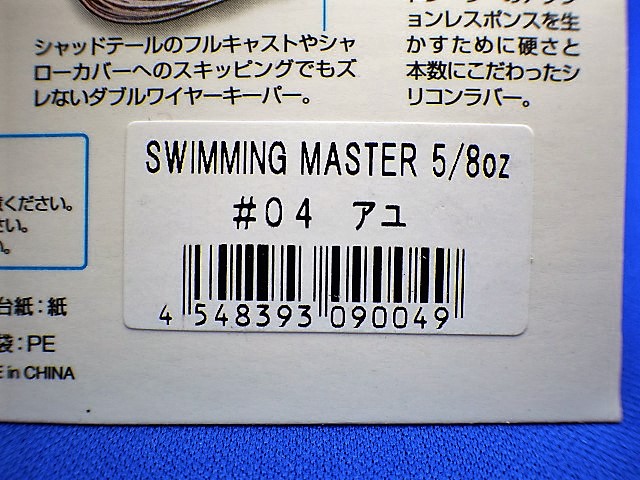 シャッドテールのフルキャストやシャ
ローカバーへのスキッピングでもズ
レないダブルワイヤーキーパー。
ョンレスポンスを生
かすために硬さと
本数にこだわったシ
リコンラバー。
SWIMMING MASTER 5/8oz
#04 アユ
4 548393 090049
ください。
さい。
い。
台紙：紙
袋：PE
in CHINA